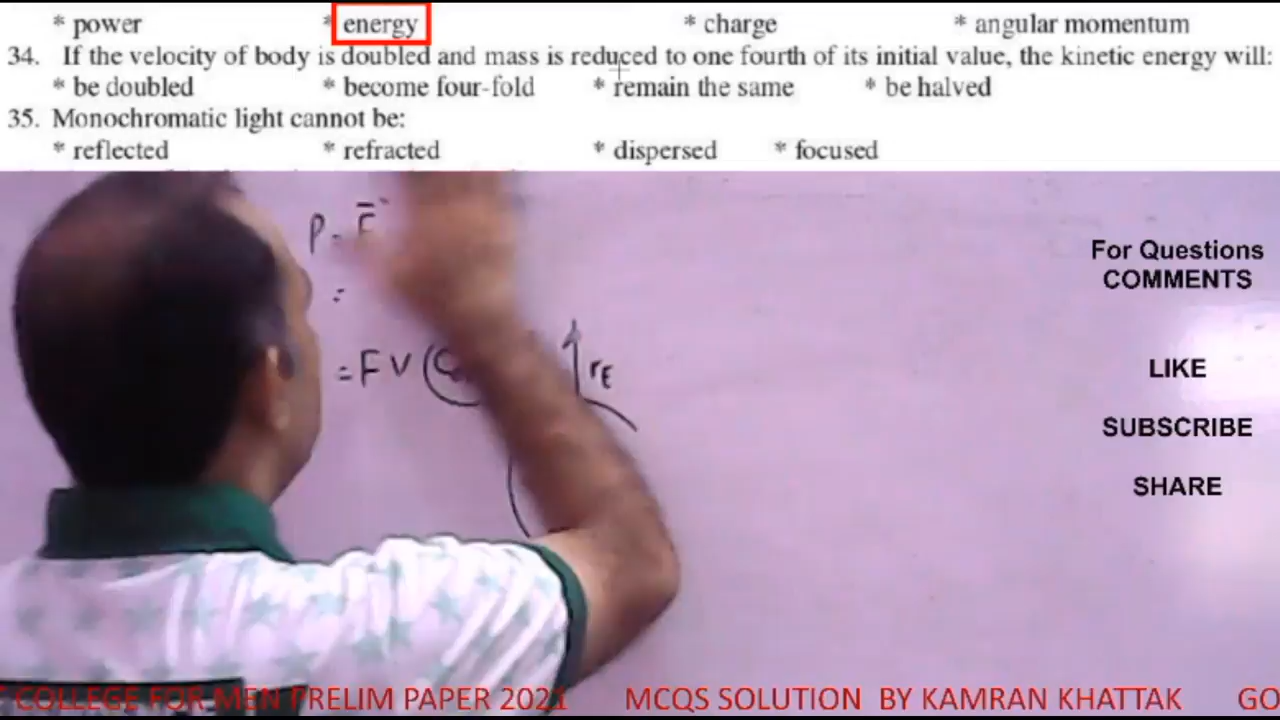 * power * energy * charge * angular momentum
34. If the velocity of body is doubled and mass is reduced to one fourth of its initial value, the kinetic energy will:
* be doubled * become four-fold * remain the same * be halved
35. Monochromatic light cannot be:
* reflected * refracted * dispersed * focused
P = F
=
= F V
rE
For Questions
COMMENTS
LIKE
SUBSCRIBE
SHARE
COLLEGE FOR MEN PRELIM PAPER 2021 MCQS SOLUTION BY KAMRAN KHATTAK GO